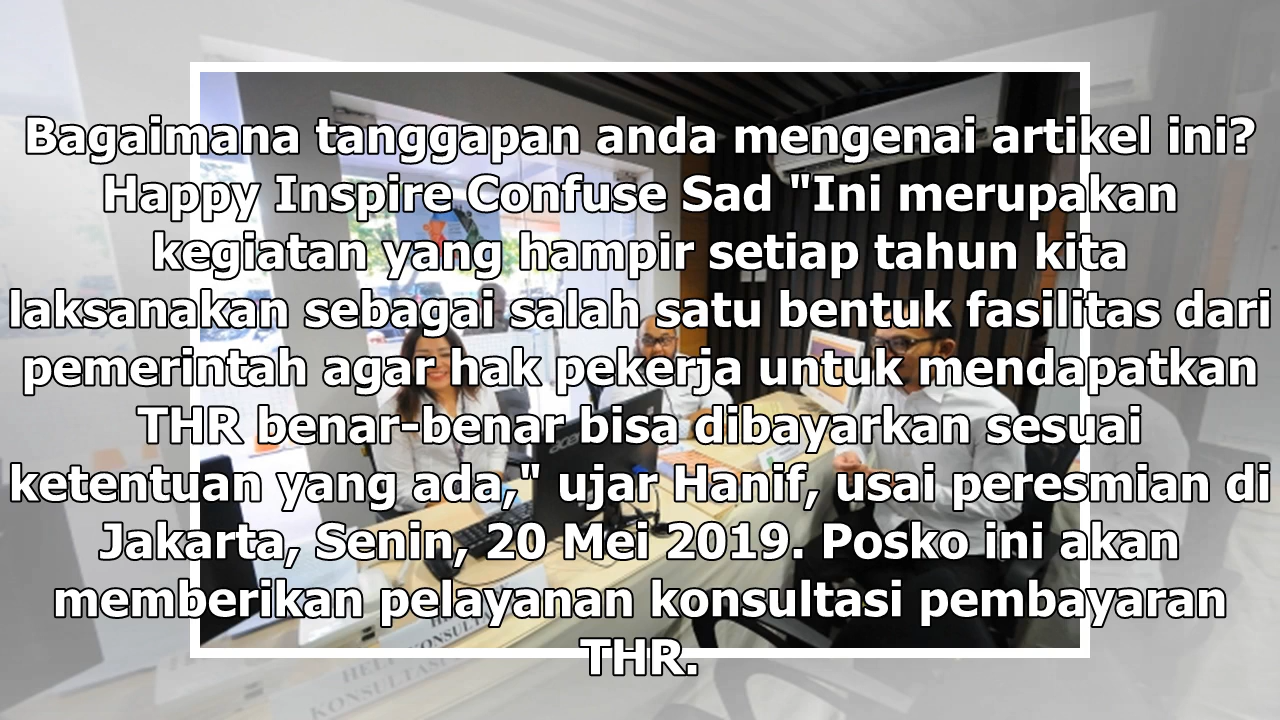 Bagaimana tanggapan anda mengenai artikel ini?
Happy Inspire Confuse Sad "Ini merupakan
kegiatan yang hampir setiap tahun kita
laksanakan sebagai salah satu bentuk fasilitas dari
pemerintah agar hak pekerja untuk mendapatkan
THR benar-benar bisa dibayarkan sesuai
ketentuan yang ada," ujar Hanif, usai peresmian di
Jakarta, Senin, 20 Mei 2019. Posko ini akan
memberikan pelayanan konsultasi pembayaran
THR.
acer
KONSULTASI